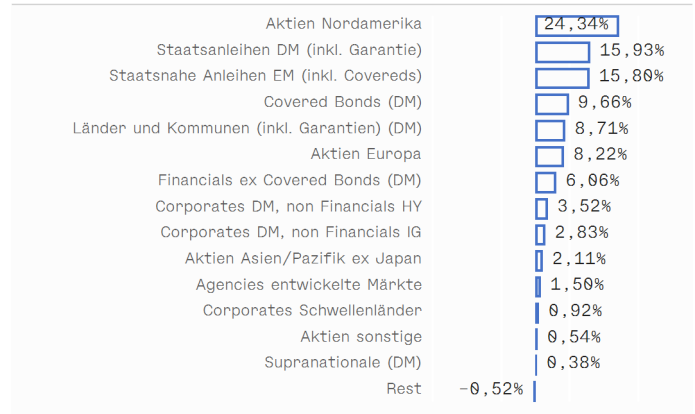 Aktien Nordamerika 24,34%
Staatsanleihen DM (inkl. Garantie) 15,93%
Staatsnahe Anleihen EM (inkl. Covereds) 15,80%
Covered Bonds (DM) 9,66%
Länder und Kommunen (inkl. Garantien) (DM) 8,71%
Aktien Europa 8,22%
Financials ex Covered Bonds (DM) 6,06%
Corporates DM, non Financials HY 3,52%
Corporates DM, non Financials IG 2,83%
Aktien Asien/Pazifik ex Japan 2,11%
Agencies entwickelte Märkte 1,50%
Corporates Schwellenländer 0,92%
Aktien sonstige 0,54%
Supranationale (DM) 0,38%
Rest -0,52%